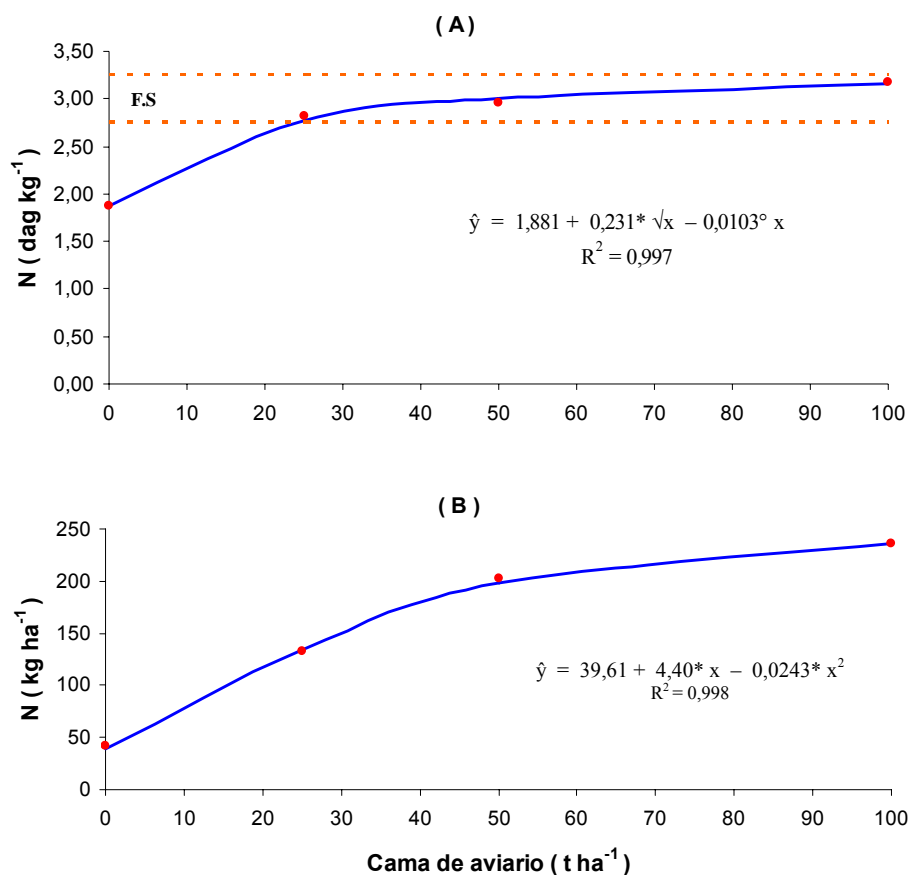 ( A )
3,50
3,00
2,50
2,00
1,50
1,00
0,50
0,00
N ( dag kg⁻¹ )
F.S
ŷ = 1,881 + 0,231* √x – 0,0103° x
R² = 0,997
0 10 20 30 40 50 60 70 80 90 100
( B )
250
200
150
100
50
0
N ( kg ha⁻¹ )
ŷ = 39,61 + 4,40* x – 0,0243* x²
R² = 0,998
0 10 20 30 40 50 60 70 80 90 100
Cama de aviario ( t ha⁻¹ )